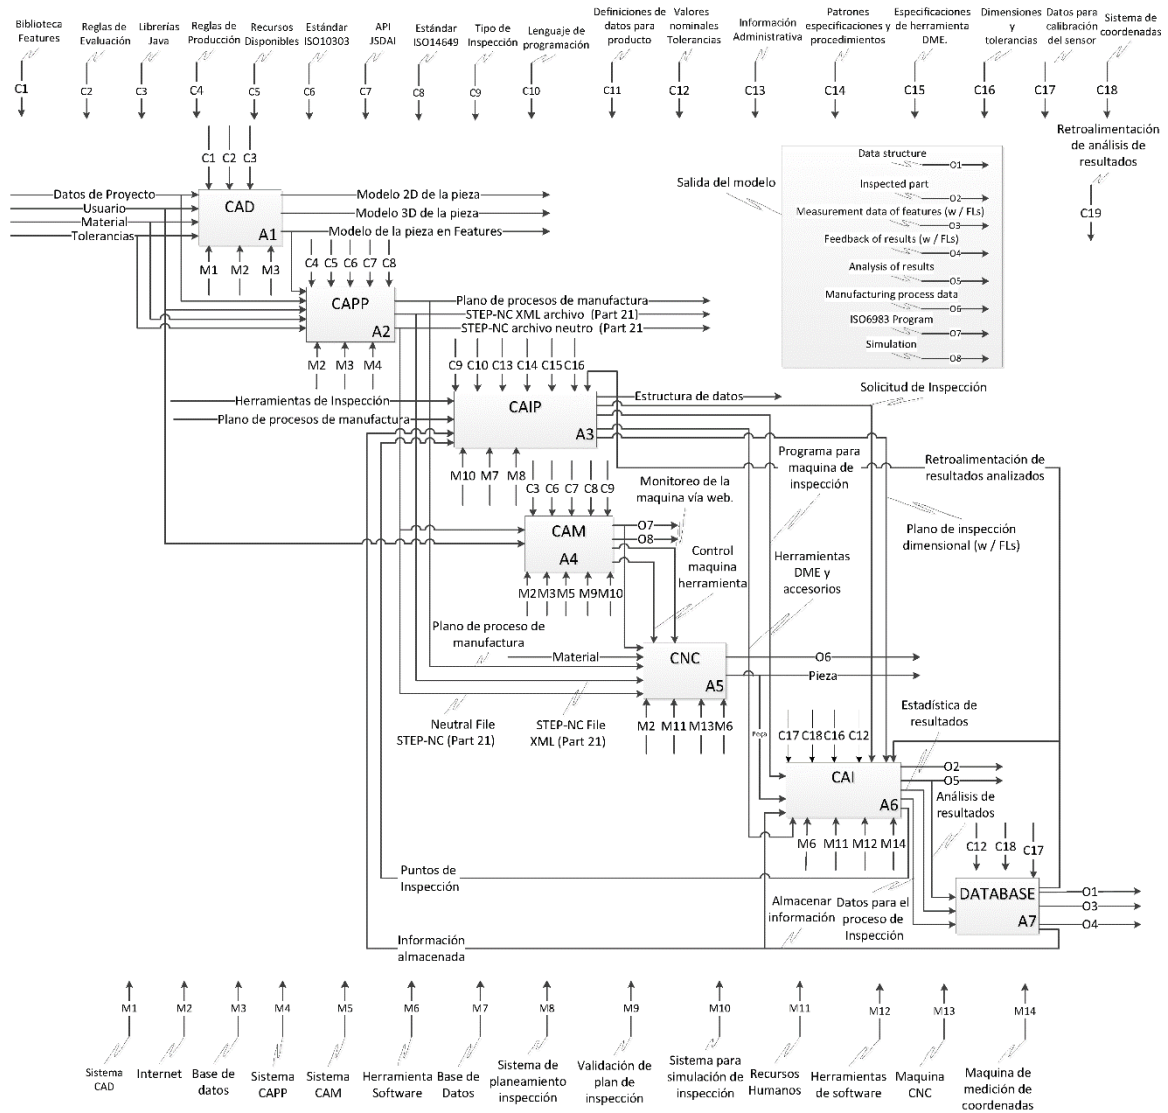 Biblioteca
Features
Reglas de
Evaluación
Librerías
Java
Reglas de
Producción
Recursos
Disponibles
Estándar
ISO10303
API
JSDAI
Estándar
ISO14649
Tipo de
Inspección
Lenguaje de
programación
Definiciones de
datos para
producto
Valores
nominales
Tolerancias
Información
Administrativa
Patrones
especificaciones y
procedimientos
Especificaciones
de herramienta
DME.
Dimensiones
y
tolerancias
Datos para
calibración
del sensor
Sistema de
coordenadas
C1
C2
C3
C4
C5
C6
C7
C8
C9
C10
C11
C12
C13
C14
C15
C16
C17
C18
Retroalimentación
de análisis de
resultados
C19
Salida del modelo
Data structure
O1
Inspected part
O2
Measurement data of features (w / FLs)
O3
Feedback of results (w / FLs)
O4
Analysis of results
O5
Manufacturing process data
O6
ISO6983 Program
O7
Simulation
O8
C1 C2 C3
Datos de Proyecto
Usuario
Material
Tolerancias
CAD
A1
Modelo 2D de la pieza
Modelo 3D de la pieza
Modelo de la pieza en Features
M1 M2 M3
C4 C5 C6 C7 C8
CAPP
A2
Plano de procesos de manufactura
STEP-NC XML archivo (Part 21)
STEP-NC archivo neutro (Part 21
M2 M3 M4
C9 C10 C13 C14 C15 C16
Herramientas de Inspección
Plano de procesos de manufactura
CAIP
A3
Estructura de datos
Solicitud de Inspección
M10 M7 M8
Programa para
maquina de
inspección
Retroalimentación de
resultados analizados
Monitoreo de la
maquina vía web.
Plano de inspección
dimensional (w / FLs)
C3 C6 C7 C8 C9
CAM
A4
O7
O8
M2 M3 M5 M9 M10
Control
maquina
herramienta
Herramientas
DME y
accesorios
Plano de proceso de
manufactura
Material
CNC
A5
O6
Pieza
Neutral File
STEP-NC (Part 21)
STEP-NC File
XML (Part 21)
M2 M11 M13 M6
Peça
Estadística de
resultados
C17 C18 C16 C12
CAI
A6
O2
O5
Análisis de
resultados
M6 M11 M12 M14
Puntos de
Inspección
C12 C18 C17
DATABASE
A7
O1
O3
O4
Almacenar
información
Datos para el
proceso de
Inspección
Información
almacenada
M1
M2
M3
M4
M5
M6
M7
M8
M9
M10
M11
M12
M13
M14
Sistema
CAD
Internet
Base de
datos
Sistema
CAPP
Sistema
CAM
Herramienta
Software
Base de
Datos
Sistema de
planeamiento
inspección
Validación de
plan de
inspección
Sistema para
simulación de
inspección
Recursos
Humanos
Herramientas
de software
Maquina
CNC
Maquina de
medición de
coordenadas